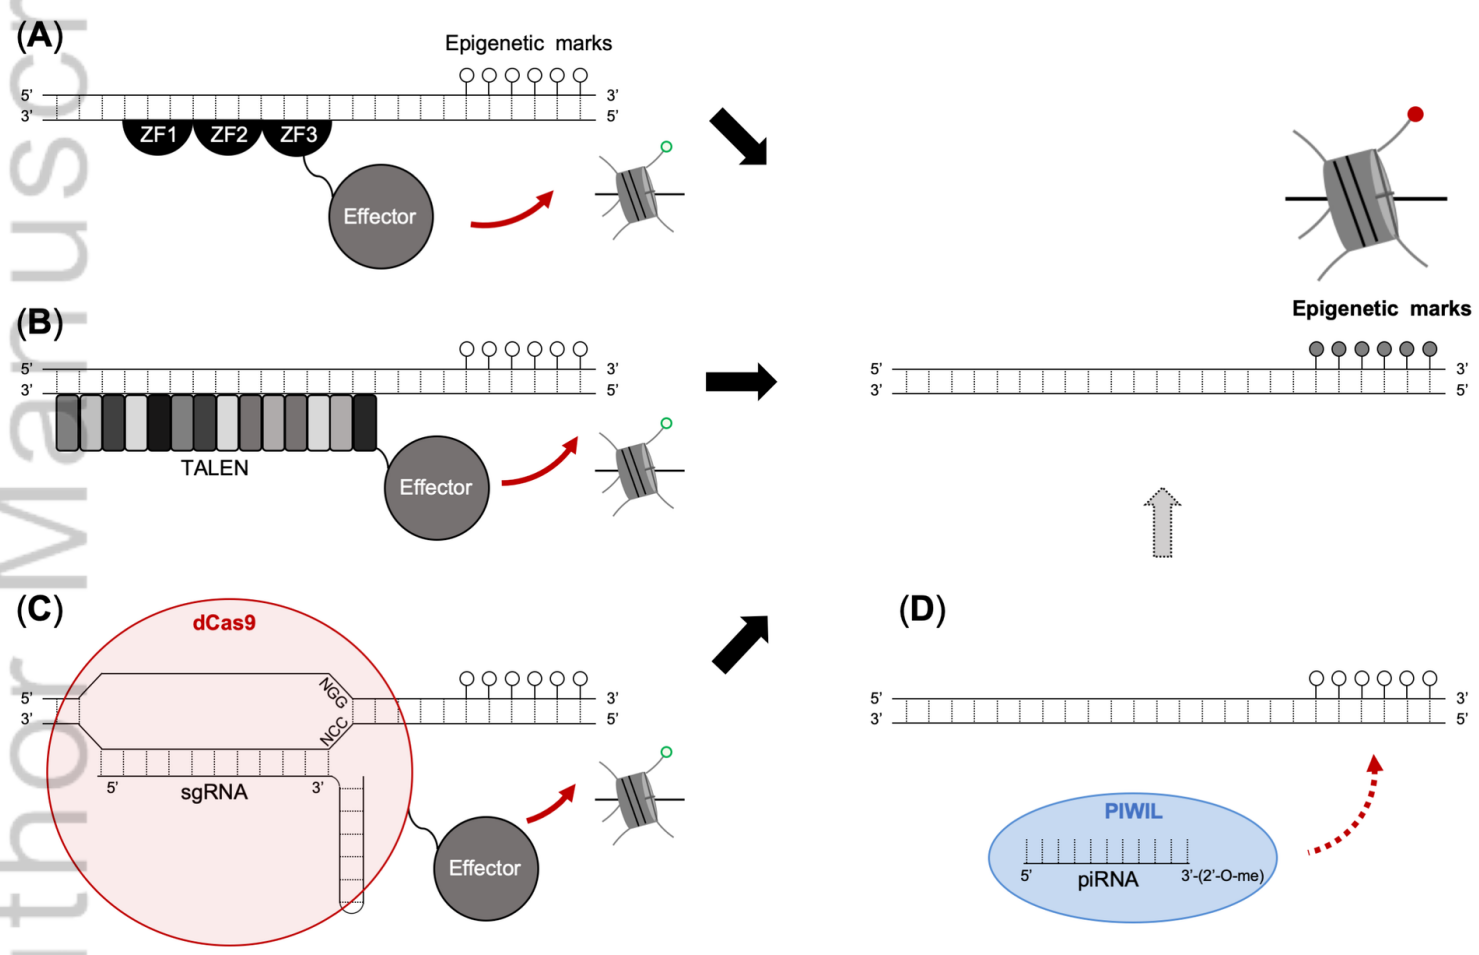 (A)
Epigenetic marks
5’ 3’
3’ 5’
ZF1 ZF2 ZF3
Effector
Epigenetic marks
(B)
5’ 3’
3’ 5’
TALEN
Effector
5’ 3’
3’ 5’
(C)
dCas9
NGG
5’ 3’
3’ 5’
NCC
5’ sgRNA 3’
Effector
(D)
5’ 3’
3’ 5’
PIWIL
5’ piRNA 3’-(2’-O-me)
thor Manuscr